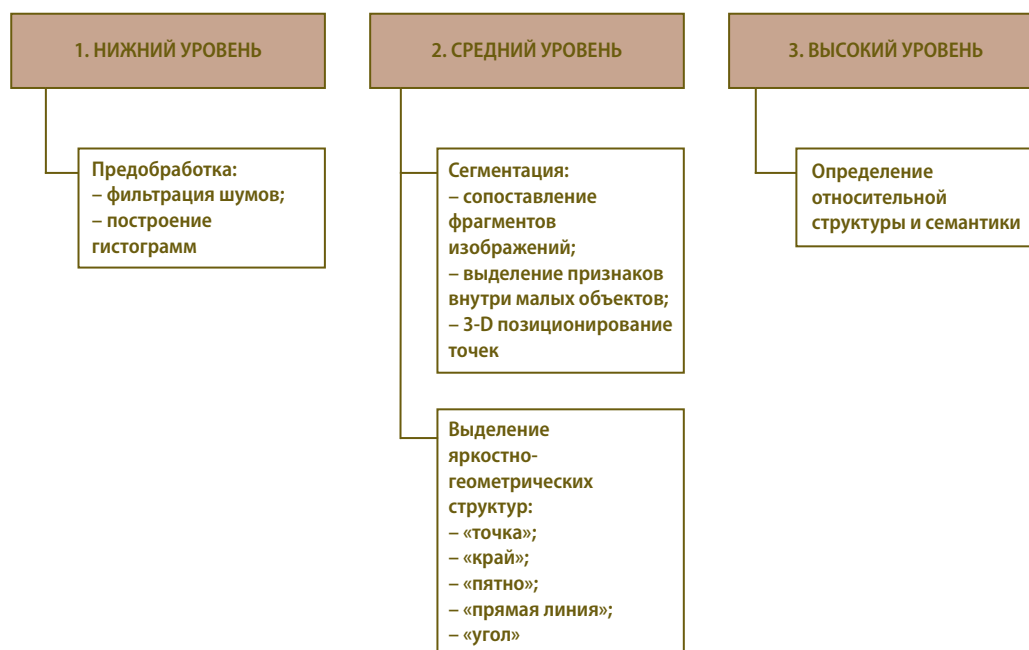 1. НИЖНИЙ УРОВЕНЬ
Предобработка:
– фильтрация шумов;
– построение
гистограмм
2. СРЕДНИЙ УРОВЕНЬ
Сегментация:
– сопоставление
фрагментов
изображений;
– выделение признаков
внутри малых объектов;
– 3-D позиционирование
точек
Выделение
яркостно-
геометрических
структур:
– «точка»;
– «край»;
– «пятно»;
– «прямая линия»;
– «угол»
3. ВЫСОКИЙ УРОВЕНЬ
Определение
относительной
структуры и семантики